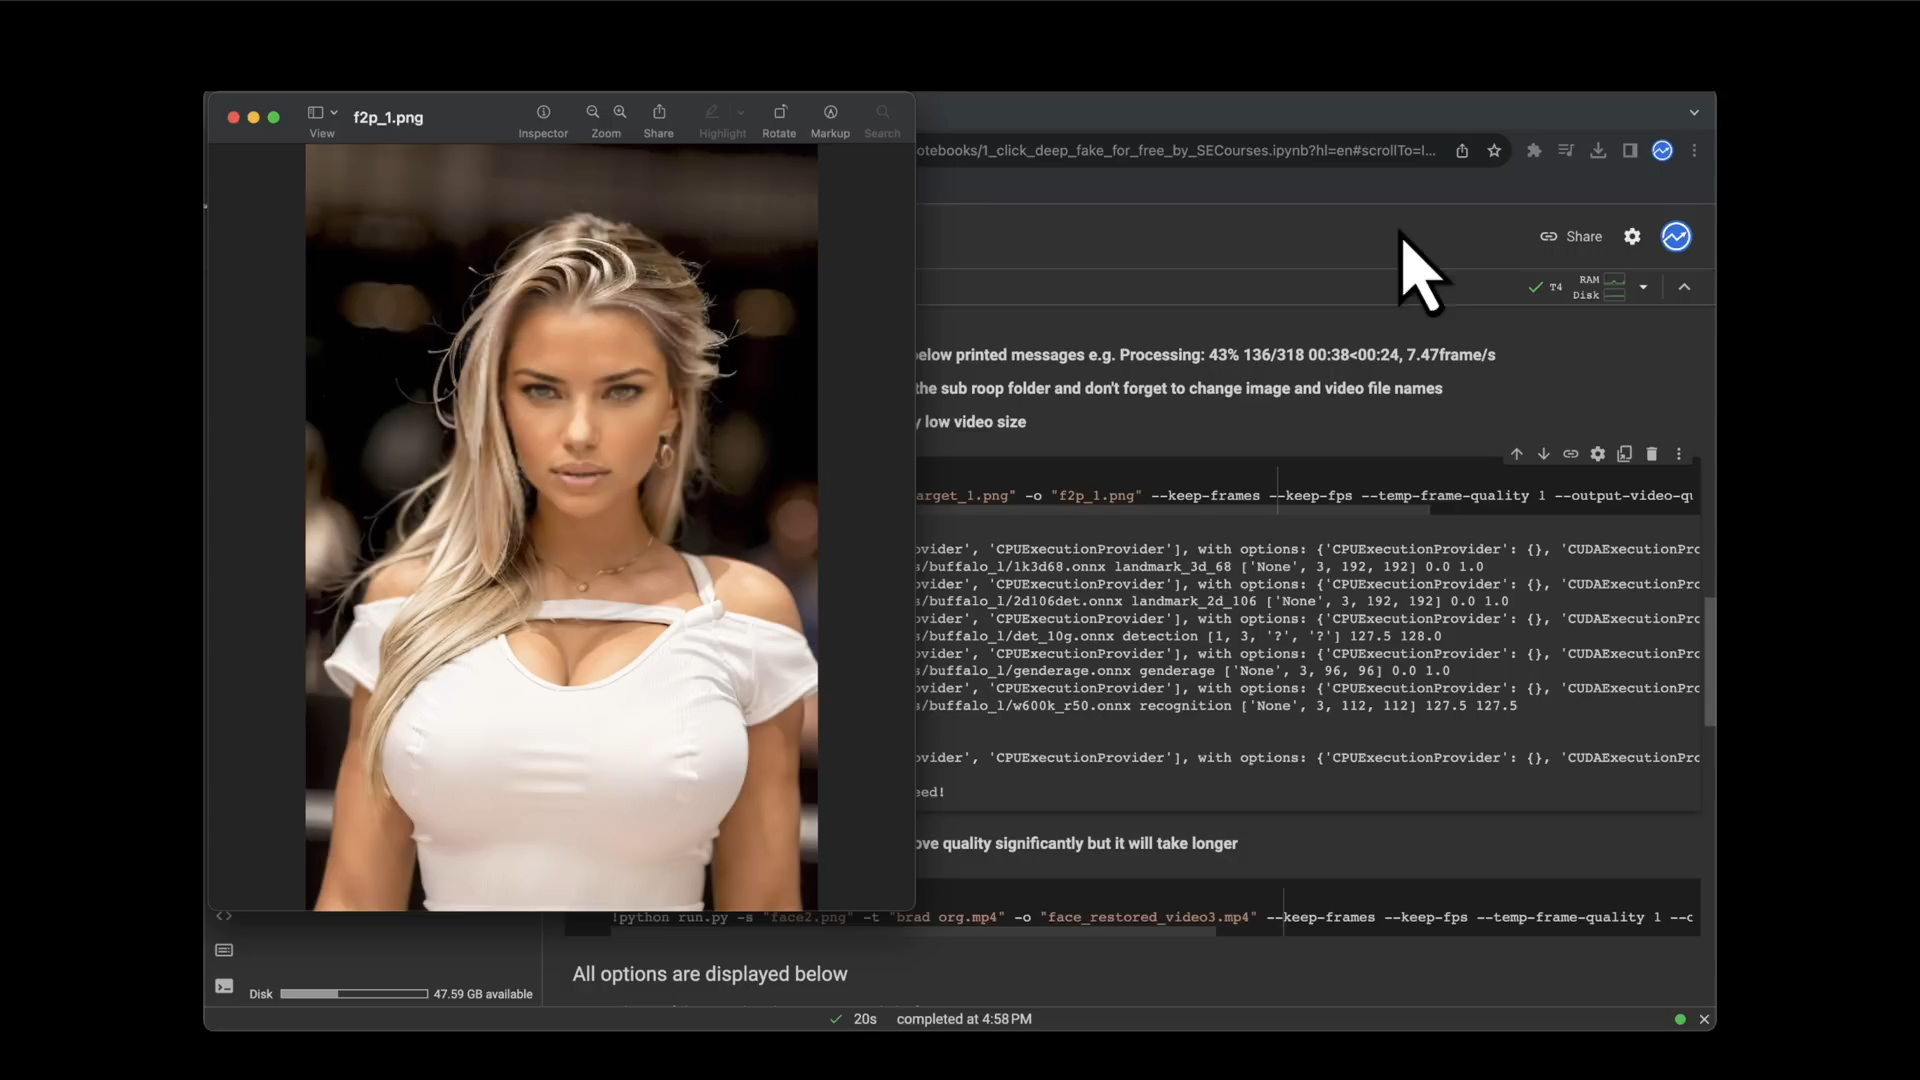 f2p_1.png
View
Inspector
Zoom
Share
Highlight
Rotate
Markup
Search
otebooks/1_click_deep_fake_for_free_by_SECourses.ipynb?hl=en#scrollTo=I...
Share
T4
RAM
Disk
elow printed messages e.g. Processing: 43% 136/318 00:38<00:24, 7.47frame/s
the sub roop folder and don't forget to change image and video file names
y low video size
arget_1.png" -o "f2p_1.png" --keep-frames --keep-fps --temp-frame-quality 1 --output-video-qu
ovider', 'CPUExecutionProvider'], with options: {'CPUExecutionProvider': {}, 'CUDAExecutionPro
s/buffalo_l/1k3d68.onnx landmark_3d_68 ['None', 3, 192, 192] 0.0 1.0
ovider', 'CPUExecutionProvider'], with options: {'CPUExecutionProvider': {}, 'CUDAExecutionPro
s/buffalo_l/2d106det.onnx landmark_2d_106 ['None', 3, 192, 192] 0.0 1.0
ovider', 'CPUExecutionProvider'], with options: {'CPUExecutionProvider': {}, 'CUDAExecutionPro
s/buffalo_l/det_10g.onnx detection [1, 3, '?', '?'] 127.5 128.0
ovider', 'CPUExecutionProvider'], with options: {'CPUExecutionProvider': {}, 'CUDAExecutionPro
s/buffalo_l/genderage.onnx genderage ['None', 3, 96, 96] 0.0 1.0
ovider', 'CPUExecutionProvider'], with options: {'CPUExecutionProvider': {}, 'CUDAExecutionPro
s/buffalo_l/w600k_r50.onnx recognition ['None', 3, 112, 112] 127.5 127.5
ovider', 'CPUExecutionProvider'], with options: {'CPUExecutionProvider': {}, 'CUDAExecutionPro
eed!
ove quality significantly but it will take longer
!python run.py -s "face2.png" -t "brad org.mp4" -o "face_restored_video3.mp4" --keep-frames --keep-fps --temp-frame-quality 1 --o
All options are displayed below
Disk 47.59 GB available
20s completed at 4:58 PM